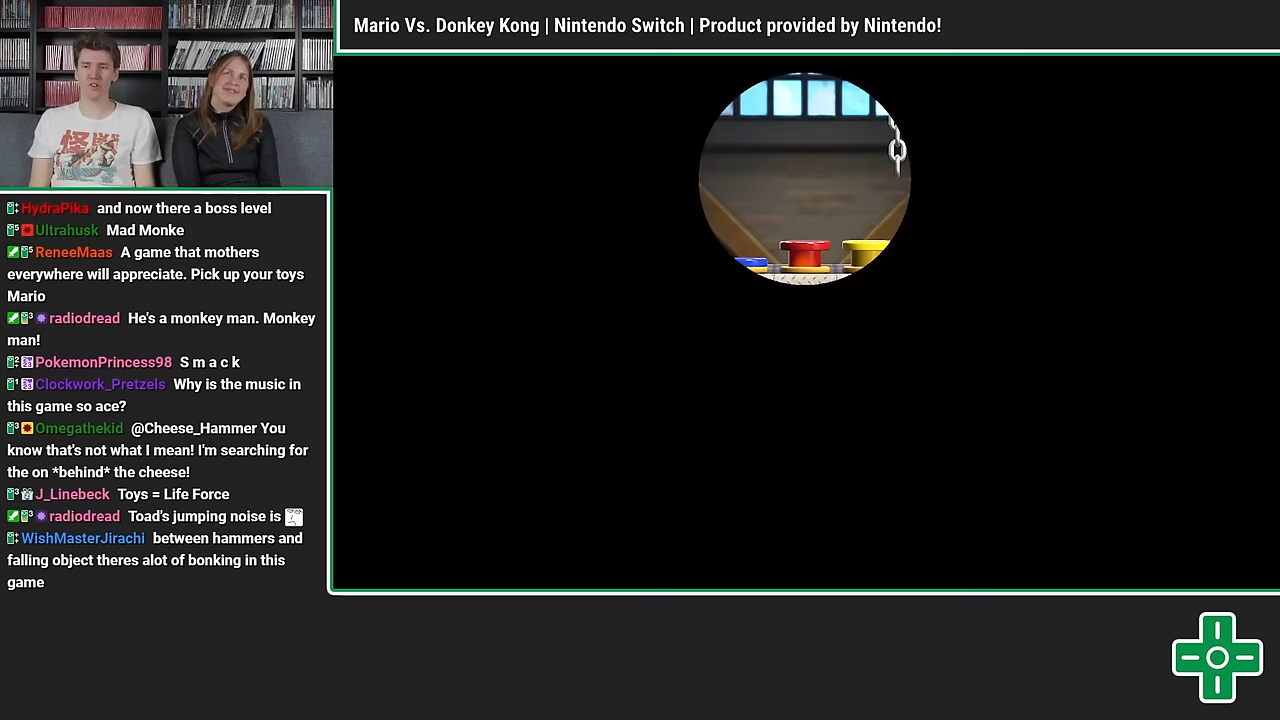 Mario Vs. Donkey Kong | Nintendo Switch | Product provided by Nintendo!
怪獣
HydraPika and now there a boss level
Ultrahusk Mad Monke
ReneeMaas A game that mothers
everywhere will appreciate. Pick up your toys
Mario
radiodread He's a monkey man. Monkey
man!
PokemonPrincess98 S m a c k
Clockwork_Pretzels Why is the music in
this game so ace?
Omegathekid @Cheese_Hammer You
know that's not what I mean! I'm searching for
the on *behind* the cheese!
J_Linebeck Toys = Life Force
radiodread Toad's jumping noise is
WishMasterJirachi between hammers and
falling object theres alot of bonking in this
game